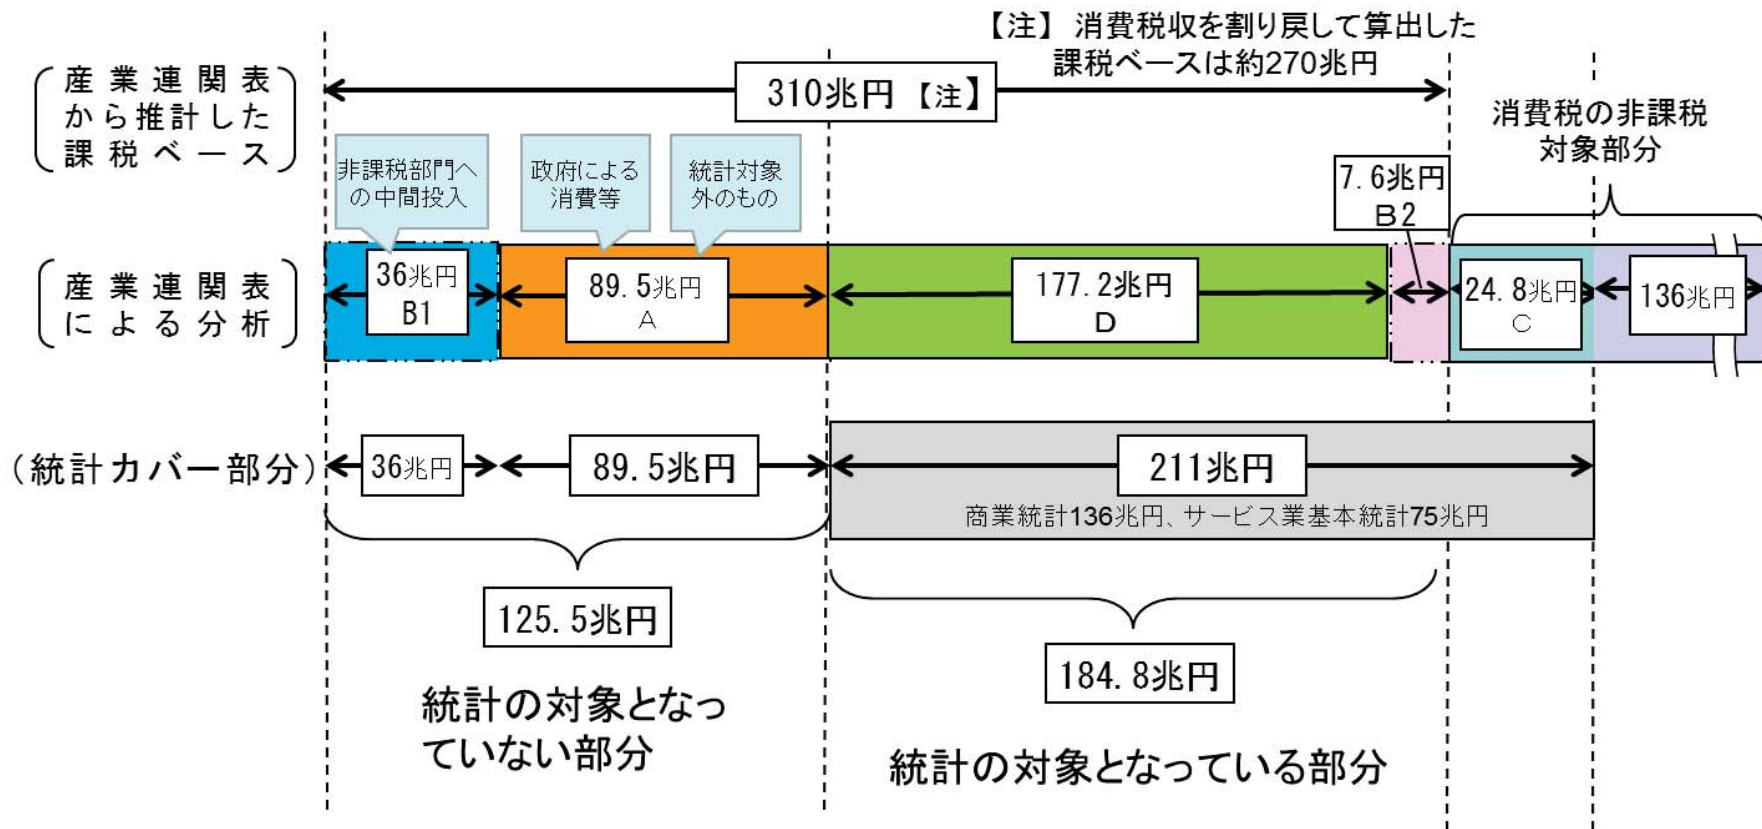 【注】 消費税収を割り戻して算出した
課税ベースは約270兆円
産業連関表
から推計した
課税ベース
310兆円【注】
消費税の非課税
対象部分
非課税部門へ
の中間投入
政府による
消費等
統計対象
外のもの
7.6兆円
B2
産業連関表
による分析
36兆円
B1
89.5兆円
A
177.2兆円
D
24.8兆円
C
136兆円
(統計カバー部分)
36兆円
89.5兆円
211兆円
商業統計136兆円、サービス業基本統計75兆円
125.5兆円
184.8兆円
統計の対象となっ
ていない部分
統計の対象となっている部分